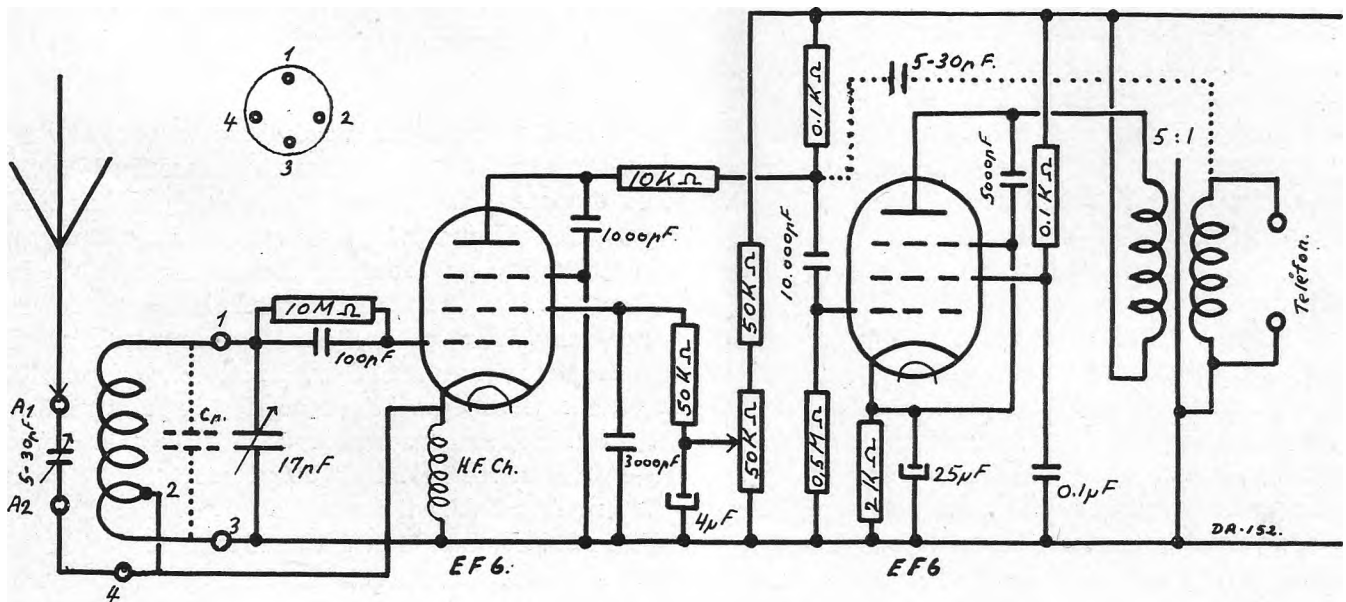 1
4
2
3
5-30pF.
0.1KΩ
5:1
10KΩ
5000pF
0.1KΩ
1000pF.
10.000pF
Telefon.
10MΩ
1
50KΩ
100pF
50KΩ
A1
Cp.
5-30pF
17pF
H.F. Ch.
3000pF
50KΩ
0,5MΩ
2KΩ
25µF
2
A2
4µF
0.1µF
3
DA-152.
EF6.
EF6
4